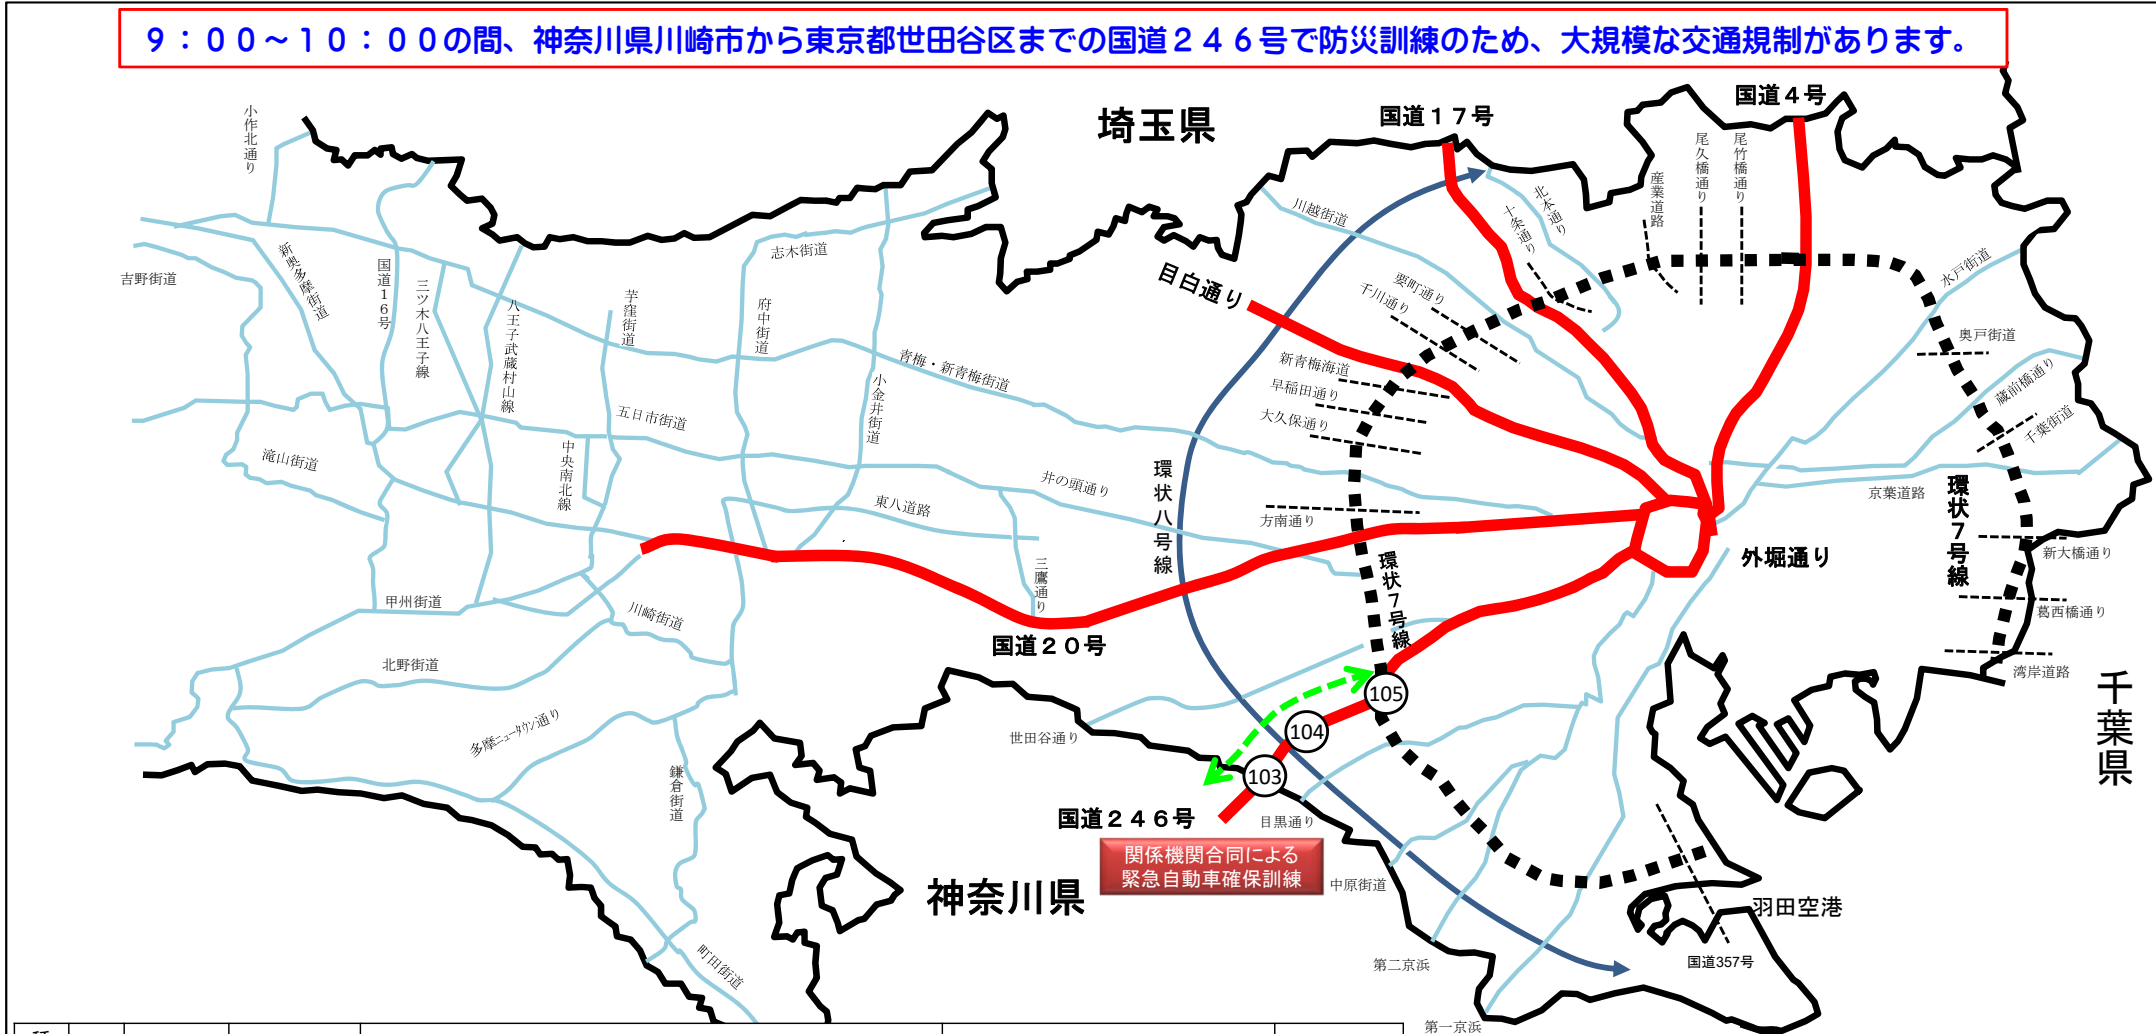 9：00～10：00の間、神奈川県川崎市から東京都世田谷区までの国道246号で防災訓練のため、大規模な交通規制があります。
埼玉県
国道17号
国道4号
小作北通り
尾久橋通り
尾竹橋通り
産業道路
北本通り
十条通り
川越街道
志木街道
新奥多摩街道
吉野街道
国道16号
三ツ木八王子線
八王子武蔵村山線
芋窪街道
府中街道
目白通り
要町通り
千川通り
水戸街道
奥戸街道
青梅・新青梅街道
小金井街道
新青梅海道
早稲田通り
大久保通り
蔵前橋通り
千葉街道
五日市街道
滝山街道
中央南北線
井の頭通り
東八道路
環状八号線
方南通り
京葉道路
環状7号線
新大橋通り
外堀通り
三鷹通り
環状7号線
甲州街道
川崎街道
葛西橋通り
国道20号
北野街道
湾岸道路
千葉県
105
104
103
多摩ニュータウン通り
世田谷通り
鎌倉街道
国道246号
目黒通り
関係機関合同による
緊急自動車確保訓練
中原街道
神奈川県
羽田空港
町田街道
第二京浜
国道357号
第一京浜